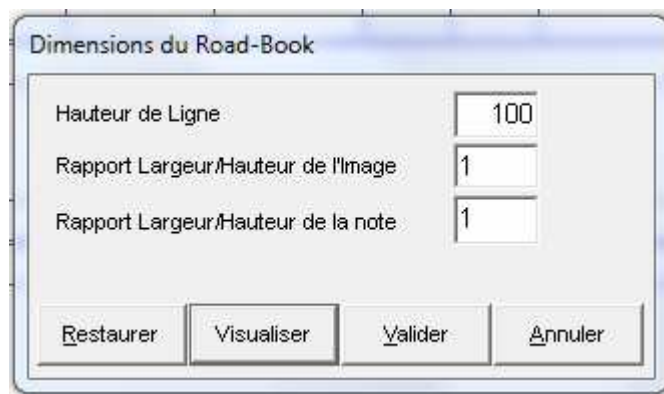 Dimensions du Road-Book
Hauteur de Ligne 100
Rapport Largeur/Hauteur de l'Image 1
Rapport Largeur/Hauteur de la note 1
Restaurer Visualiser Valider Annuler